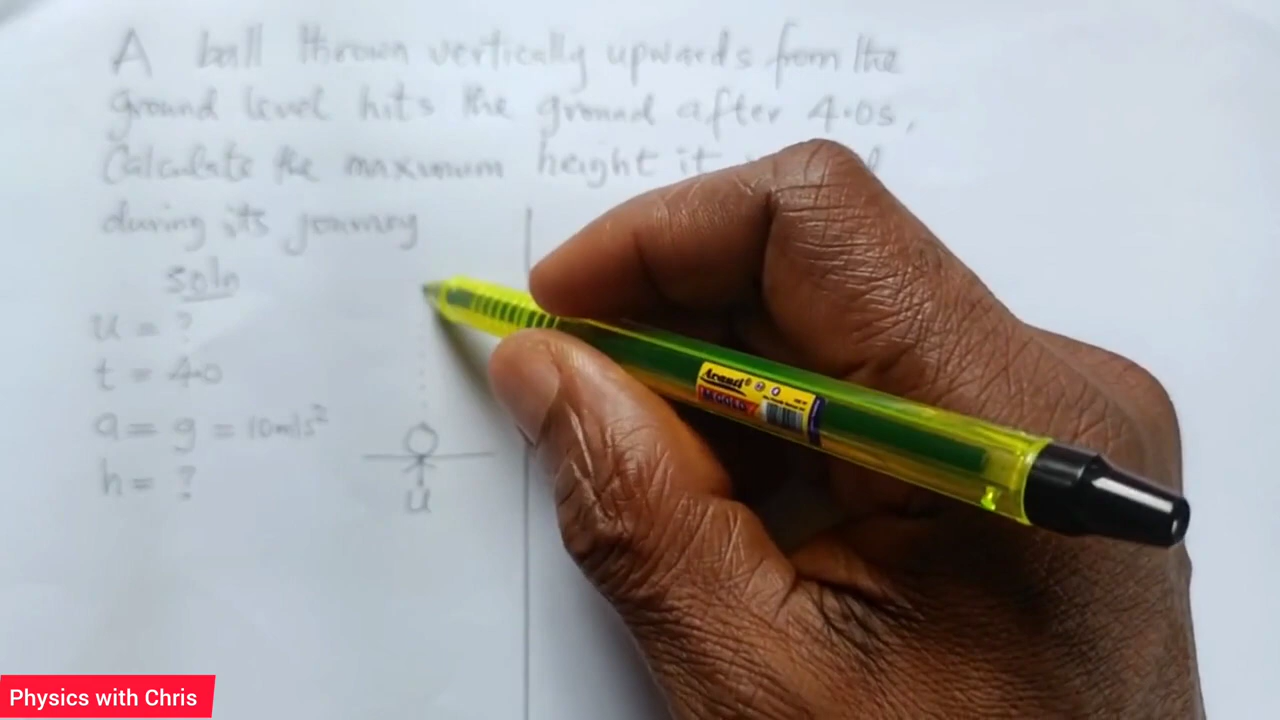 A ball thrown vertically upwards from the
ground level hits the ground after 4.0s,
Calculate the maximum height it
during its journey
soln
u = ?
t = 4.0
a = g = 10m/s²
h = ?
u
Physics with Chris